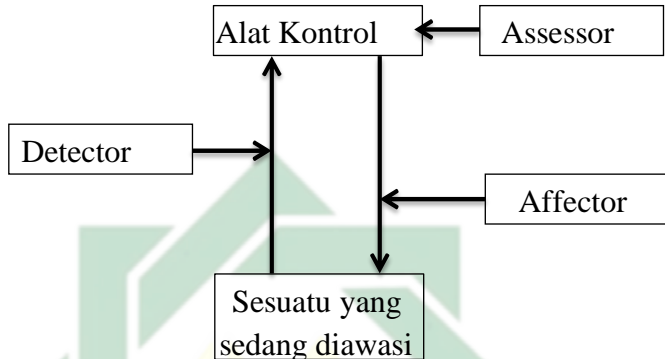 Alat Kontrol
Assessor
Detector
Affector
Sesuatu yang
sedang diawasi